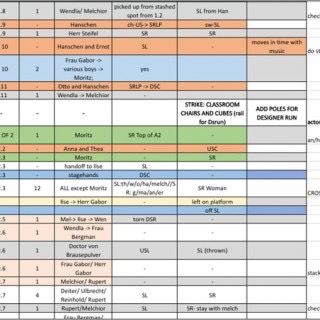 .8 1 Wendla/ Melchior picked up from stashed spot from 1.2 SL from Han chec
.9 - Hanschen ch-US-> SRLP sw-SL
.9 1 Herr Steifel SR SR
10 - Hanschen and Ernst SL - moves in time with music do st
10 2 Frau Gabor -> various boys -> Moritz; yes
11 - Otto and Hanschen SRLP -> DSC -
11 1 Wendla -> Melchior - -
- - - - STRIKE: CLASSROOM CHAIRS AND CUBES (rail for Dsrun) ADD POLES FOR DESIGNER RUN actor
OF 2 1 Moritz SR Top of A2 - an/h
.2 - Anna and Thea - USC
.2 Moritz SR
.3 - handoff to Ilse SL -
.3 - stagehands DSC -
.3 12 ALL except Moritz SL:th/w/o/ha/melch//S R: g/ma/an/er SR Woman CROS
Ilse -> Herr Gabor - left on platform
off SL
.5 1 Mel-> Ilse -> Wen torn DSR -
.6 1 Wendla -> Frau Bergman - -
.6 1 Doctor von Brausepulver USL SL (thrown)
.6 1 Frau Gabor/ Herr Gabor - - stack
.7 1 Melchior/ Rupert - -
.7 4 Deiter/ Ulbrecht/ Reinhold/ Rupert SL SR
.7 1 Rupert/Melchior SL SR- stay with melch chec
Frau Bergman/